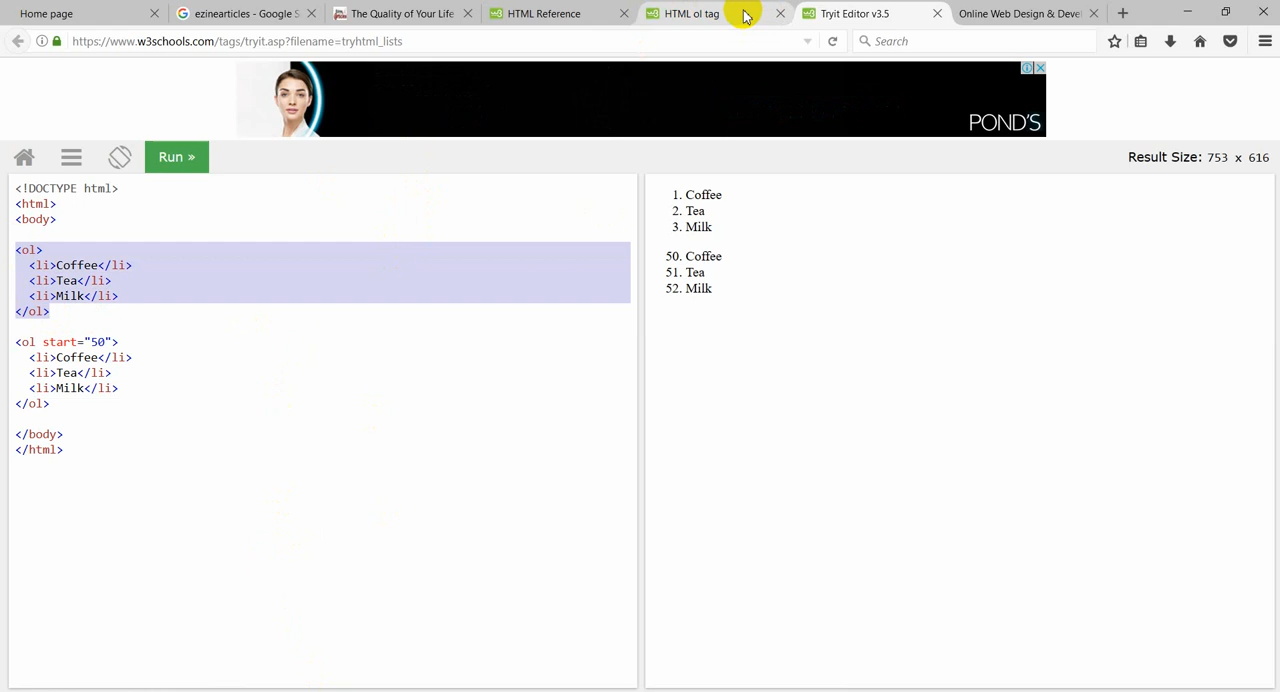 Home page
ezinearticles - Google S
The Quality of Your Life
HTML Reference
HTML ol tag
Tryit Editor v3.5
Online Web Design & Deve
https://www.w3schools.com/tags/tryit.asp?filename=tryhtml_lists
Search
POND'S
Run »
Result Size: 753 x 616
<!DOCTYPE html>
<html>
<body>
<ol>
<li>Coffee</li>
<li>Tea</li>
<li>Milk</li>
</ol>
<ol start="50">
<li>Coffee</li>
<li>Tea</li>
<li>Milk</li>
</ol>
</body>
</html>
1. Coffee
2. Tea
3. Milk
50. Coffee
51. Tea
52. Milk